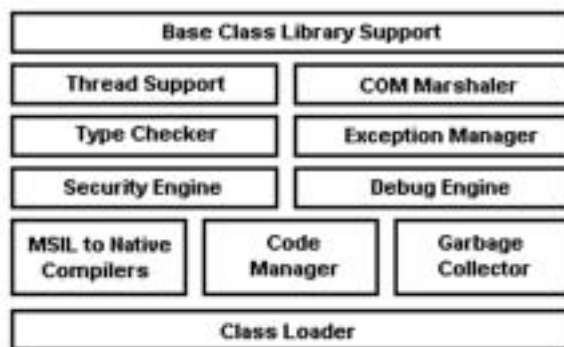 Base Class Library Support
Thread Support
COM Marshaler
Type Checker
Exception Manager
Security Engine
Debug Engine
MSIL to Native
Compilers
Code
Manager
Garbage
Collector
Class Loader